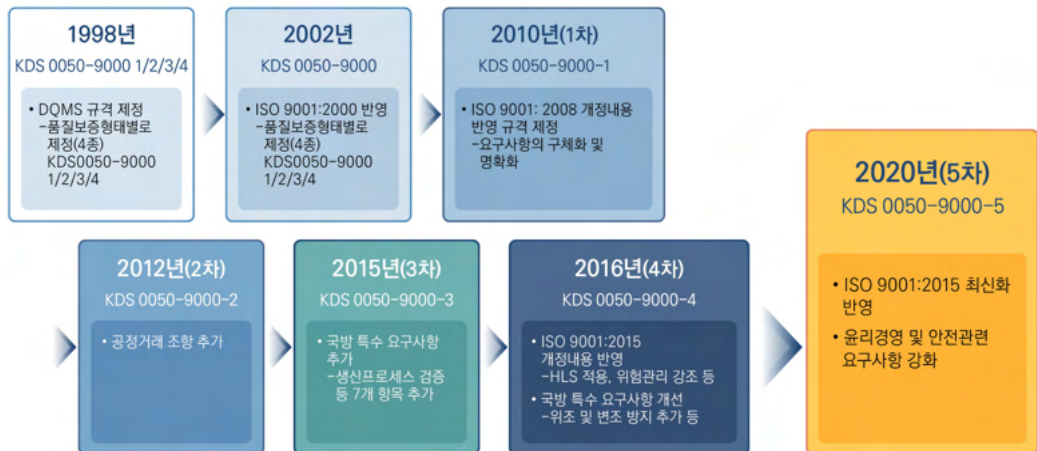 1998년
KDS 0050-9000 1/2/3/4
• DQMS 규격 제정
-품질보증형태별로
제정(4종)
KDS0050-9000
1/2/3/4
2002년
KDS 0050-9000
• ISO 9001:2000 반영
-품질보증형태별로
제정(4종)
KDS0050-9000
1/2/3/4
2010년(1차)
KDS 0050-9000-1
• ISO 9001: 2008 개정내용
반영 규격 제정
-요구사항의 구체화 및
명확화
2012년(2차)
KDS 0050-9000-2
• 공정거래 조항 추가
2015년(3차)
KDS 0050-9000-3
• 국방 특수 요구사항
추가
-생산프로세스 검증
등 7개 항목 추가
2016년(4차)
KDS 0050-9000-4
• ISO 9001:2015
개정내용 반영
-HLS 적용, 위험관리 강조 등
• 국방 특수 요구사항 개선
-위조 및 변조 방지 추가 등
2020년(5차)
KDS 0050-9000-5
• ISO 9001:2015 최신화
반영
• 윤리경영 및 안전관련
요구사항 강화